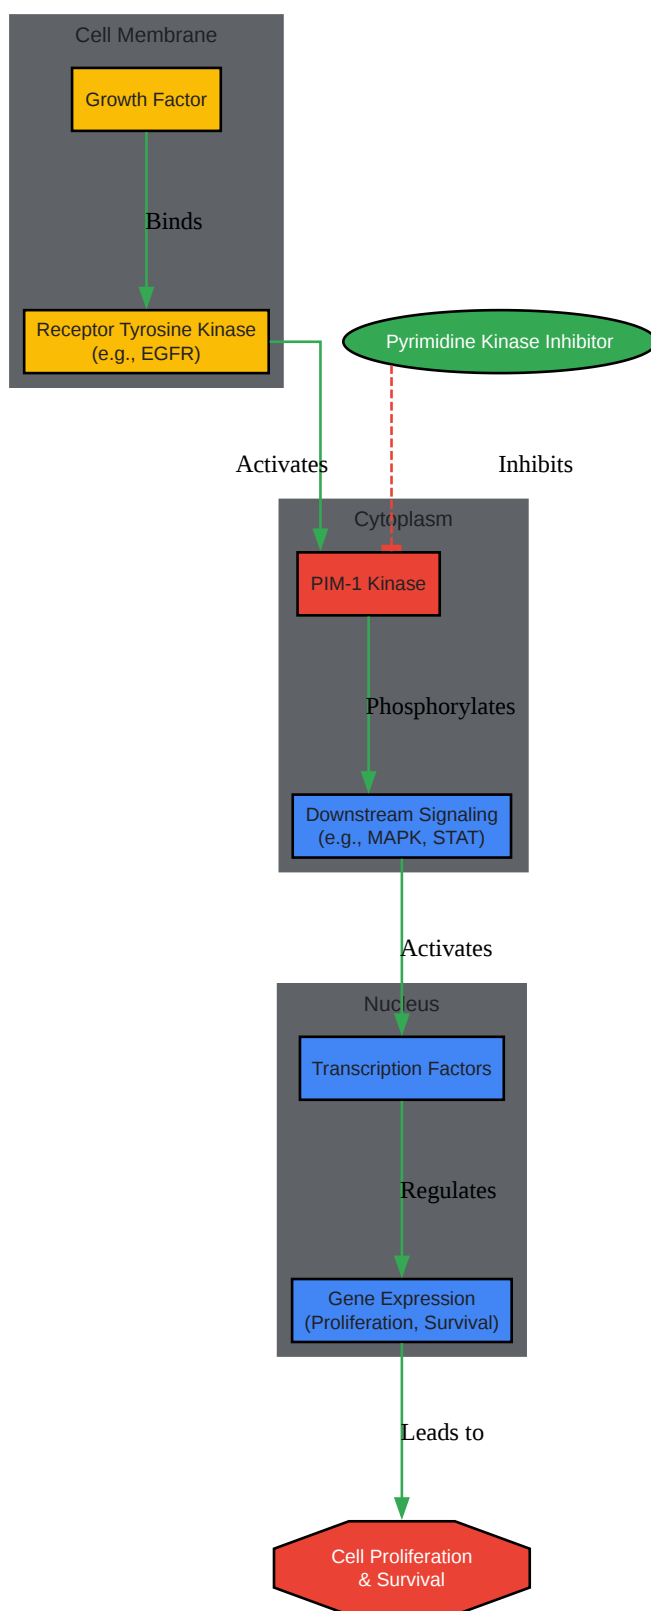 Cell Membrane
Growth Factor
Binds
Receptor Tyrosine Kinase
(e.g., EGFR)
Pyrimidine Kinase Inhibitor
Activates
Inhibits
Cytoplasm
PIM-1 Kinase
Phosphorylates
Downstream Signaling
(e.g., MAPK, STAT)
Activates
Nucleus
Transcription Factors
Regulates
Gene Expression
(Proliferation, Survival)
Leads to
Cell Proliferation
& Survival